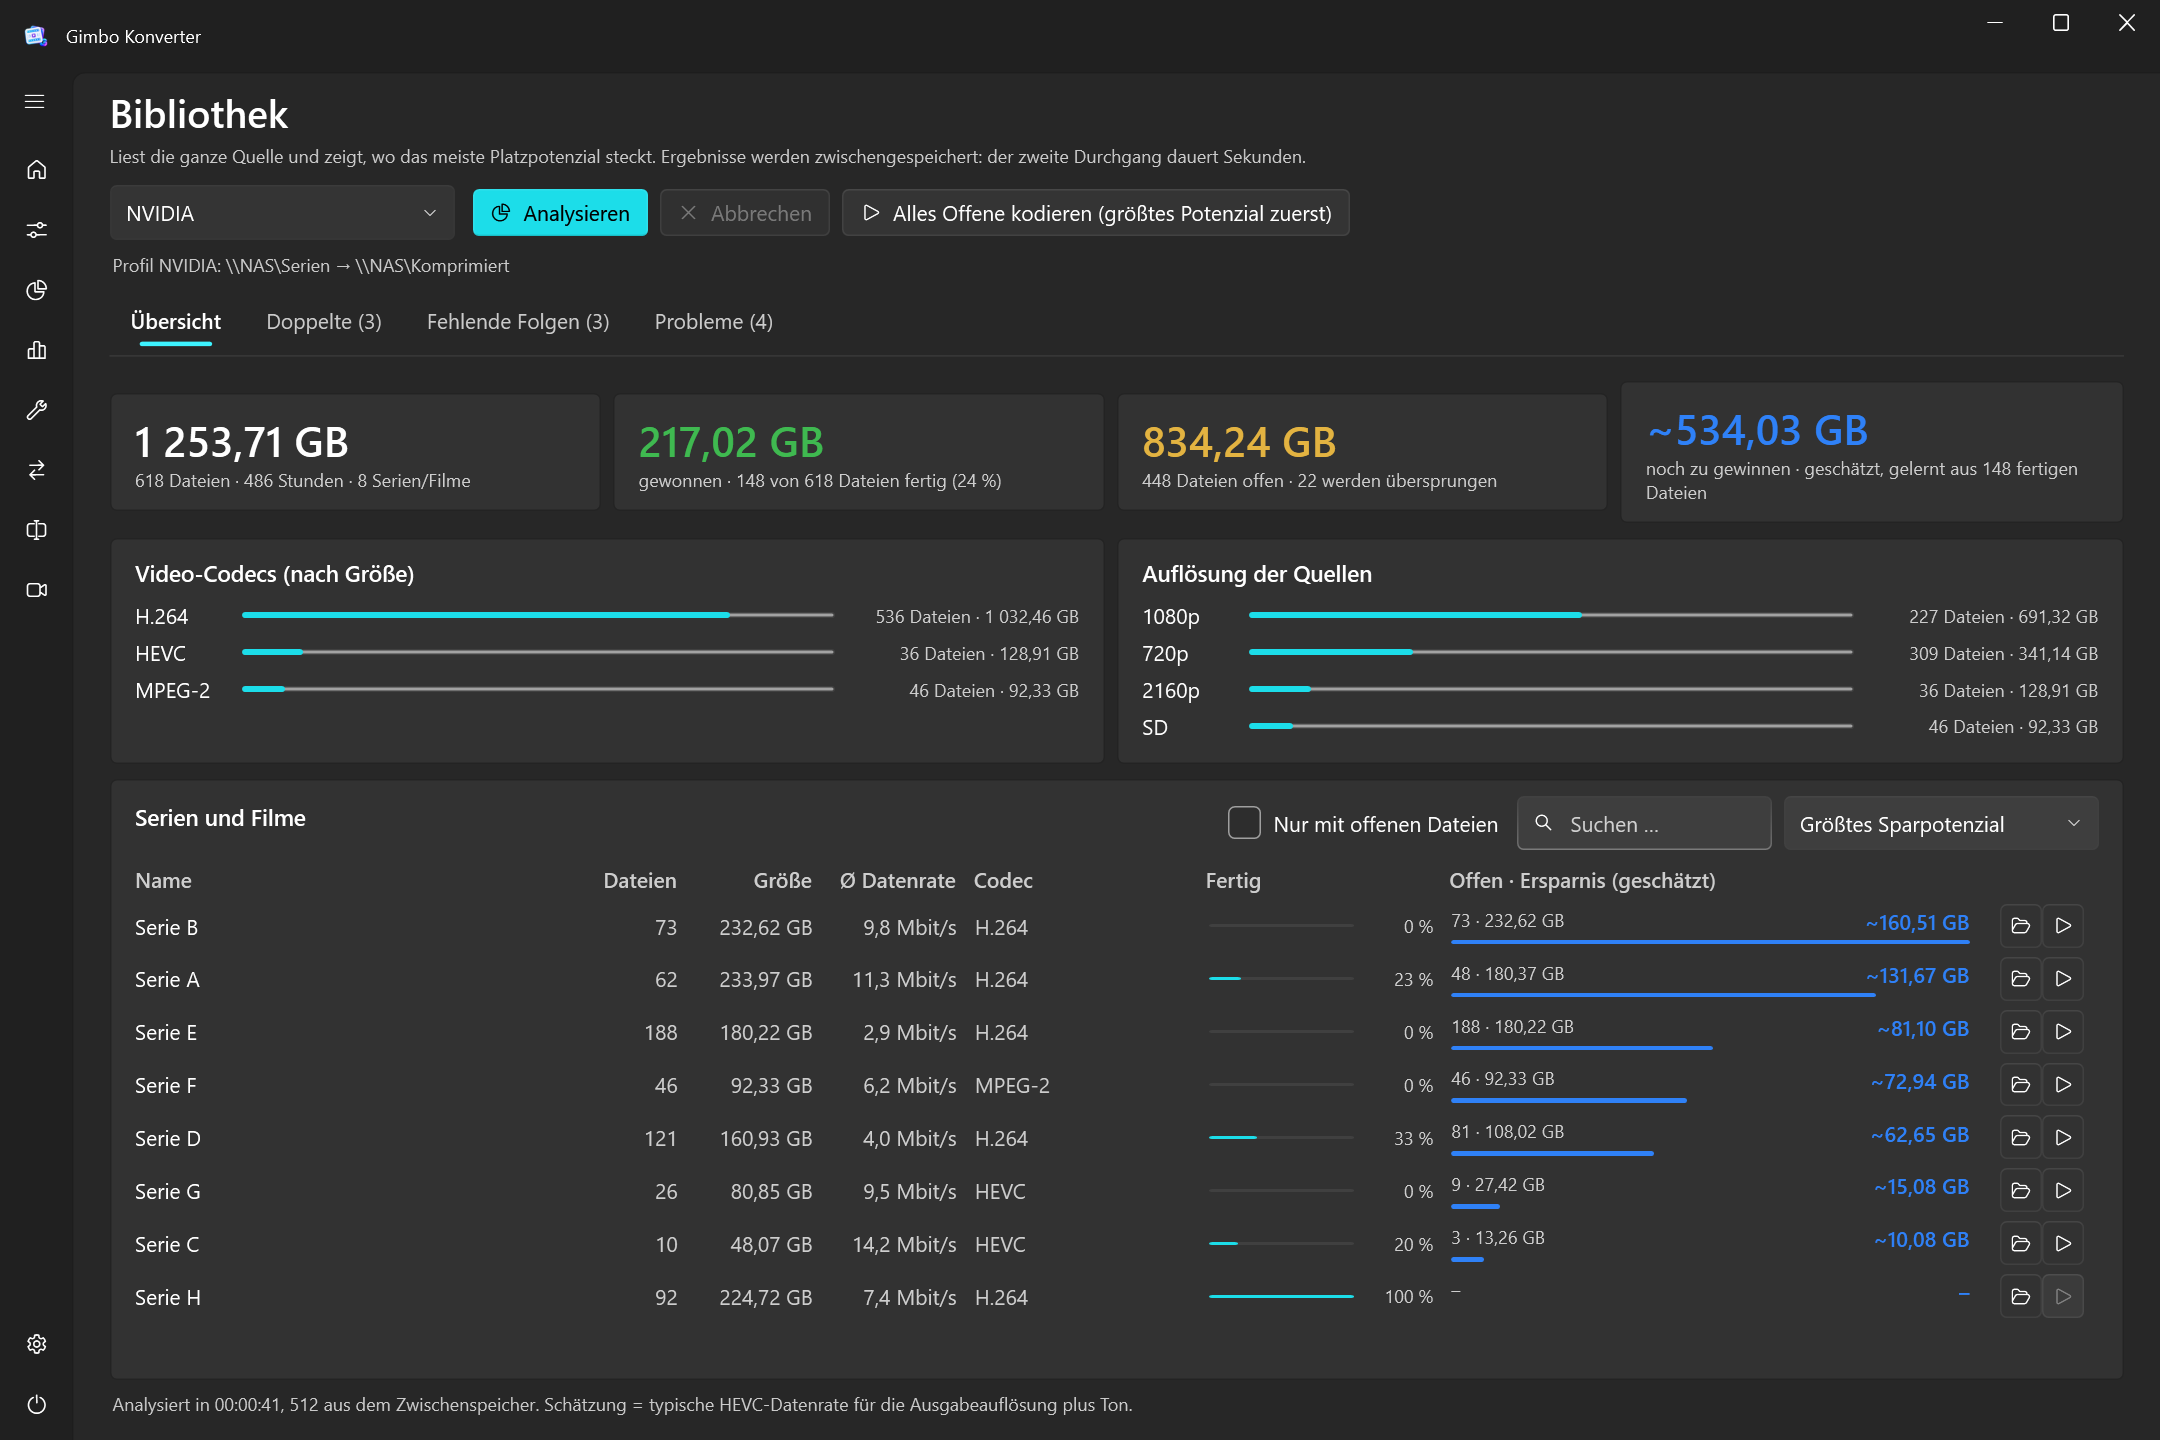 Gimbo Konverter
Bibliothek
Liest die ganze Quelle und zeigt, wo das meiste Platzpotenzial steckt. Ergebnisse werden zwischengespeichert: der zweite Durchgang dauert Sekunden.
NVIDIA
Analysieren
Abbrechen
Alles Offene kodieren (größtes Potenzial zuerst)
Profil NVIDIA: \\NAS\Serien → \\NAS\Komprimiert
Übersicht
Doppelte (3)
Fehlende Folgen (3)
Probleme (4)
1 253,71 GB
618 Dateien · 486 Stunden · 8 Serien/Filme
217,02 GB
gewonnen · 148 von 618 Dateien fertig (24 %)
834,24 GB
448 Dateien offen · 22 werden übersprungen
~534,03 GB
noch zu gewinnen · geschätzt, gelernt aus 148 fertigen
Dateien
Video-Codecs (nach Größe)
H.264 536 Dateien · 1 032,46 GB
HEVC 36 Dateien · 128,91 GB
MPEG-2 46 Dateien · 92,33 GB
Auflösung der Quellen
1080p 227 Dateien · 691,32 GB
720p 309 Dateien · 341,14 GB
2160p 36 Dateien · 128,91 GB
SD 46 Dateien · 92,33 GB
Serien und Filme
Nur mit offenen Dateien
Suchen ...
Größtes Sparpotenzial
Name Dateien Größe Ø Datenrate Codec Fertig Offen · Ersparnis (geschätzt)
Serie B 73 232,62 GB 9,8 Mbit/s H.264 0 % 73 · 232,62 GB ~160,51 GB
Serie A 62 233,97 GB 11,3 Mbit/s H.264 23 % 48 · 180,37 GB ~131,67 GB
Serie E 188 180,22 GB 2,9 Mbit/s H.264 0 % 188 · 180,22 GB ~81,10 GB
Serie F 46 92,33 GB 6,2 Mbit/s MPEG-2 0 % 46 · 92,33 GB ~72,94 GB
Serie D 121 160,93 GB 4,0 Mbit/s H.264 33 % 81 · 108,02 GB ~62,65 GB
Serie G 26 80,85 GB 9,5 Mbit/s HEVC 0 % 9 · 27,42 GB ~15,08 GB
Serie C 10 48,07 GB 14,2 Mbit/s HEVC 20 % 3 · 13,26 GB ~10,08 GB
Serie H 92 224,72 GB 7,4 Mbit/s H.264 100 % – –
Analysiert in 00:00:41, 512 aus dem Zwischenspeicher. Schätzung = typische HEVC-Datenrate für die Ausgabeauflösung plus Ton.